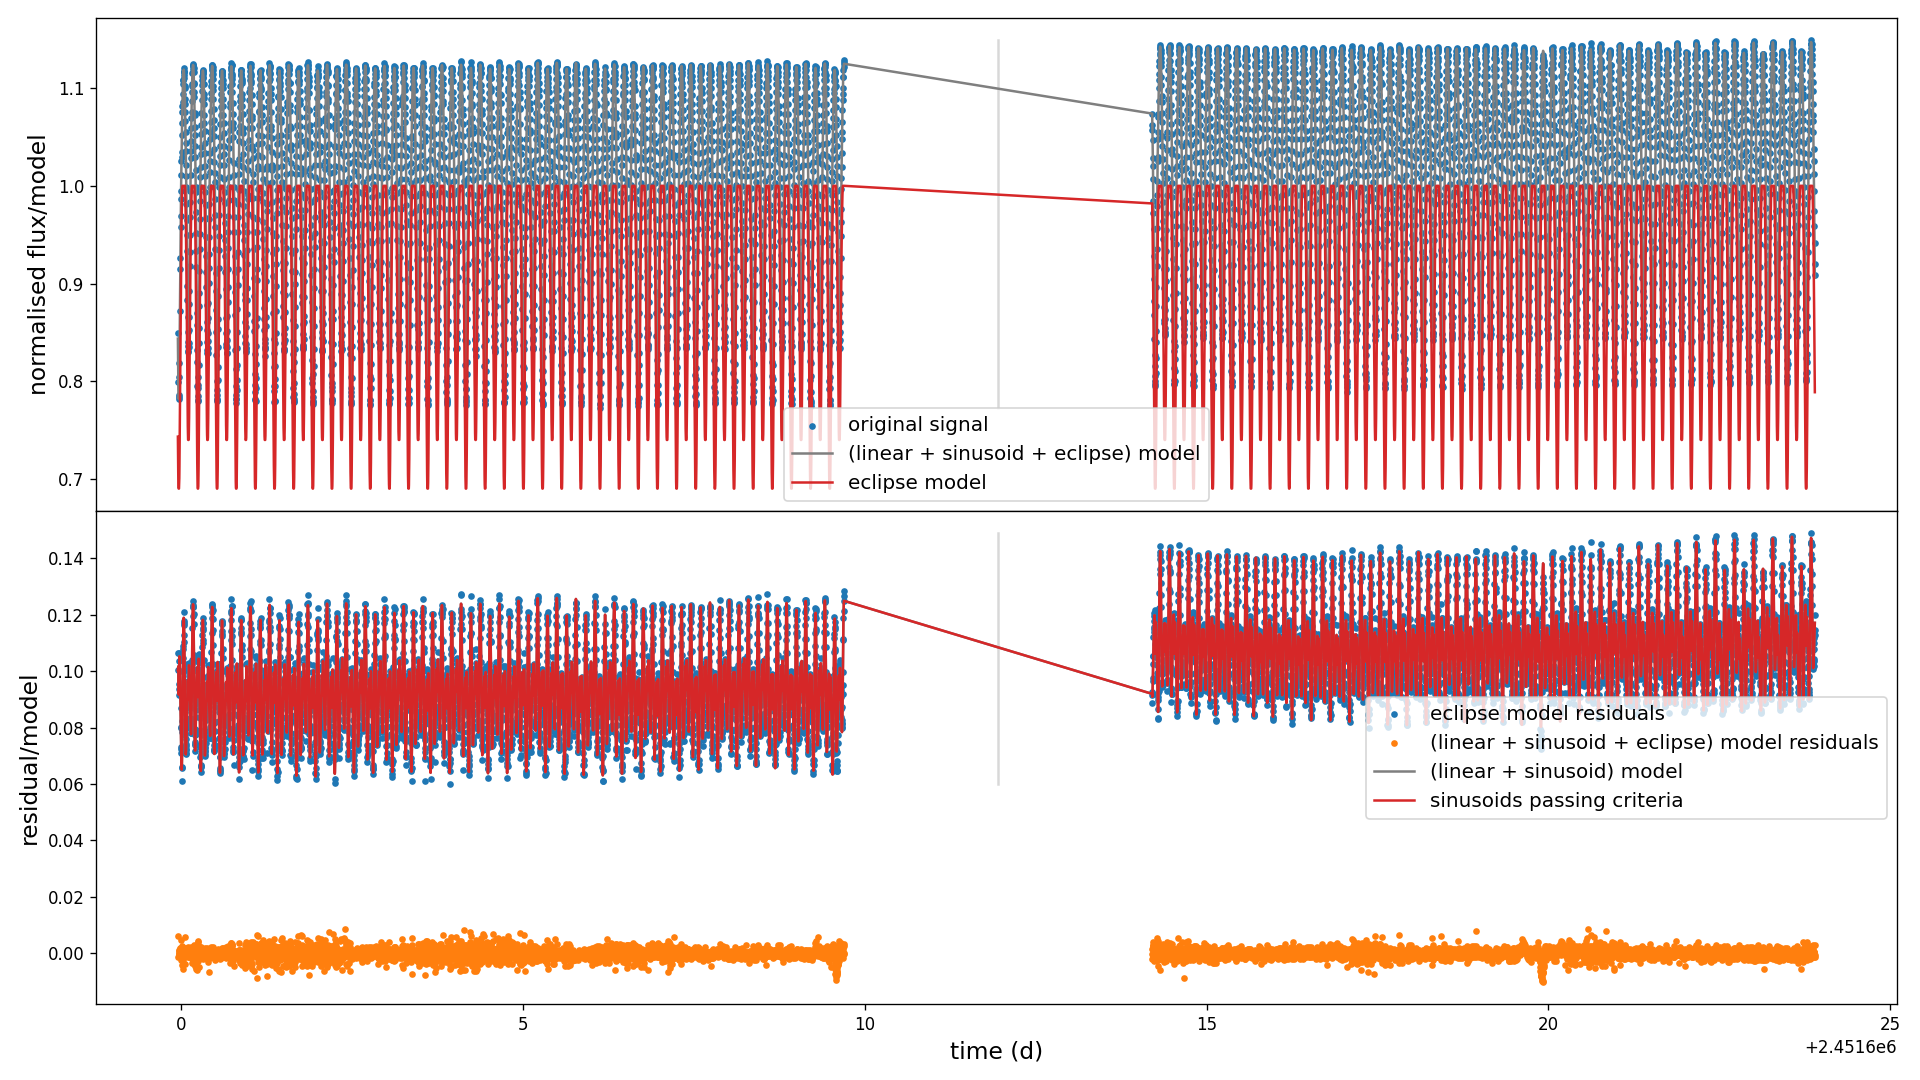 1.1
1.0
0.9
0.8
0.7
normalised flux/model
original signal
(linear + sinusoid + eclipse) model
eclipse model
0.14
0.12
0.10
0.08
0.06
0.04
0.02
0.00
residual/model
eclipse model residuals
(linear + sinusoid + eclipse) model residuals
(linear + sinusoid) model
sinusoids passing criteria
0
5
10
15
20
25
time (d)
+2.4516e6